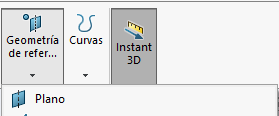 Geometría
de refer...
Curvas
Instant
3D
Plano